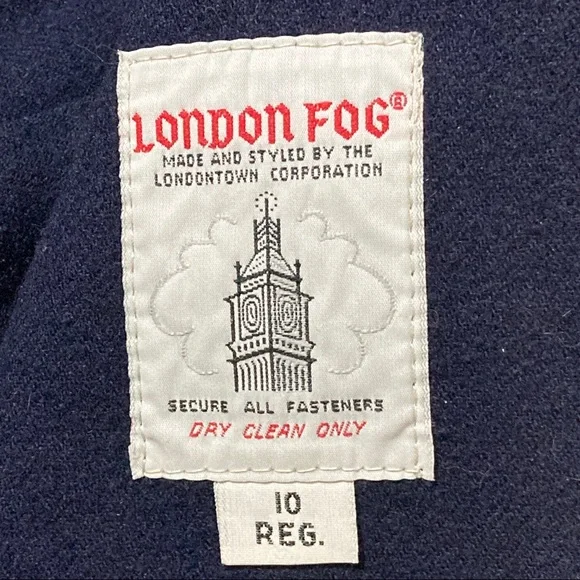 LONDON FOG®
MADE AND STYLED BY THE
LONDONTOWN CORPORATION
SECURE ALL FASTENERS
DRY CLEAN ONLY
10
REG.